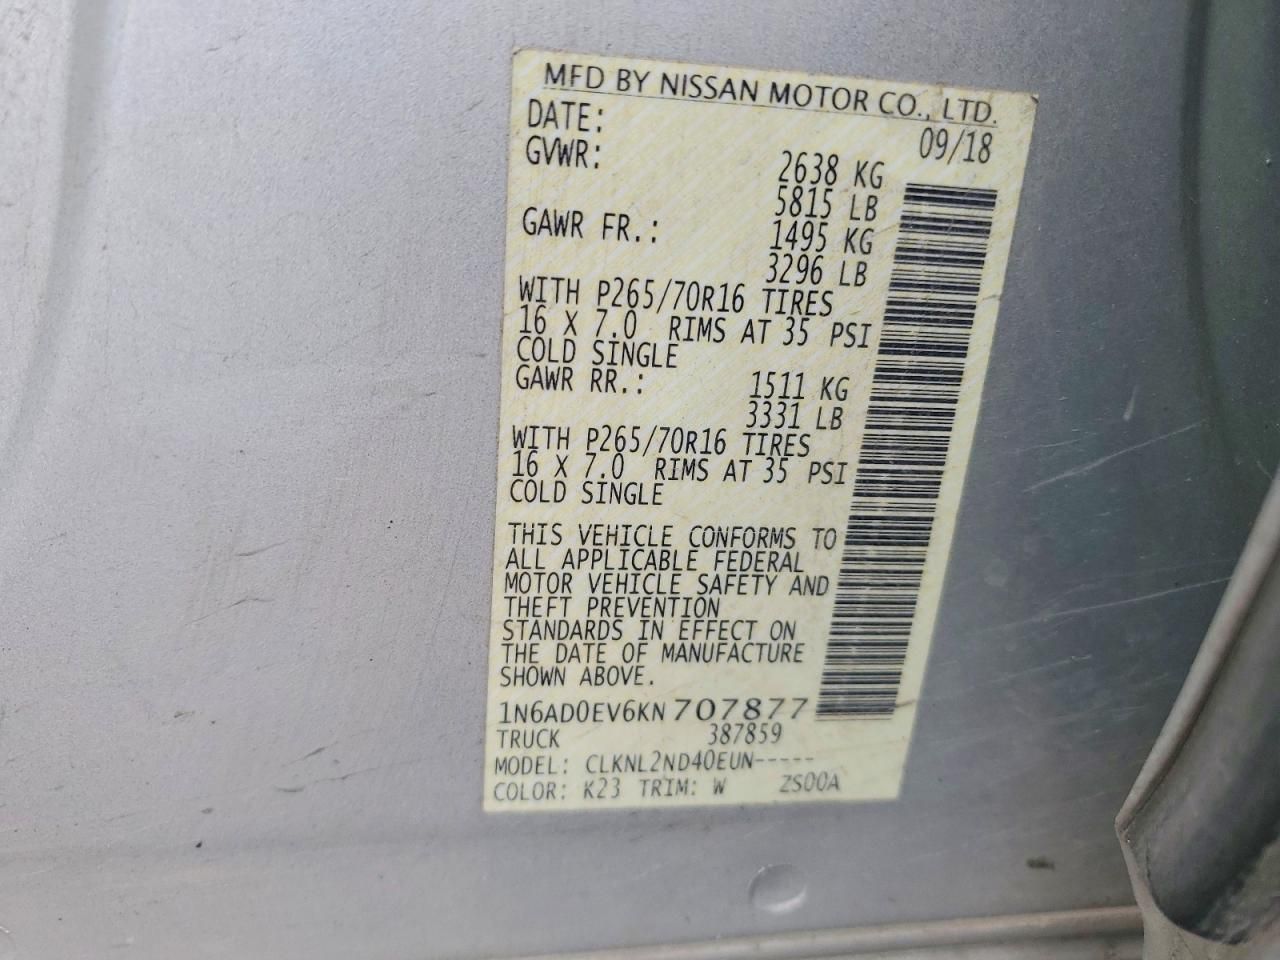 MFD BY NISSAN MOTOR CO., LTD.
DATE: 09/18
GVWR: 2638 KG
5815 LB
GAWR FR.: 1495 KG
3296 LB
WITH P265/70R16 TIRES
16 X 7.0 RIMS AT 35 PSI
COLD SINGLE
GAWR RR.: 1511 KG
3331 LB
WITH P265/70R16 TIRES
16 X 7.0 RIMS AT 35 PSI
COLD SINGLE
THIS VEHICLE CONFORMS TO
ALL APPLICABLE FEDERAL
MOTOR VEHICLE SAFETY AND
THEFT PREVENTION
STANDARDS IN EFFECT ON
THE DATE OF MANUFACTURE
SHOWN ABOVE.
1N6AD0EV6KN707877
TRUCK 387859
MODEL: CLKNL2ND40EUN-----
COLOR: K23 TRIM: W ZS00A